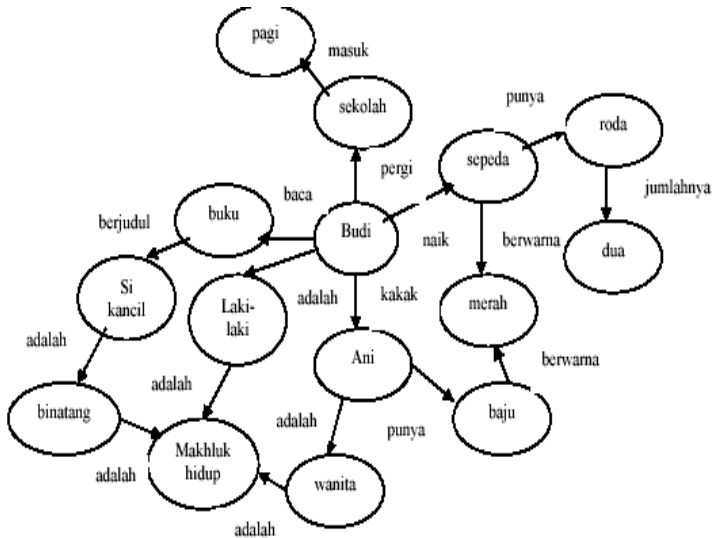 pagi
masuk
sekolah
punya
roda
sepeda
pergi
jumlahnya
baca
buku
berjudul
Budi
naik
berwarna
dua
Si
kancil
Laki-
laki
adalah
kakak
merah
adalah
Ani
berwarna
adalah
binatang
adalah
punya
baju
Makhluk
hidup
adalah
wanita
adalah